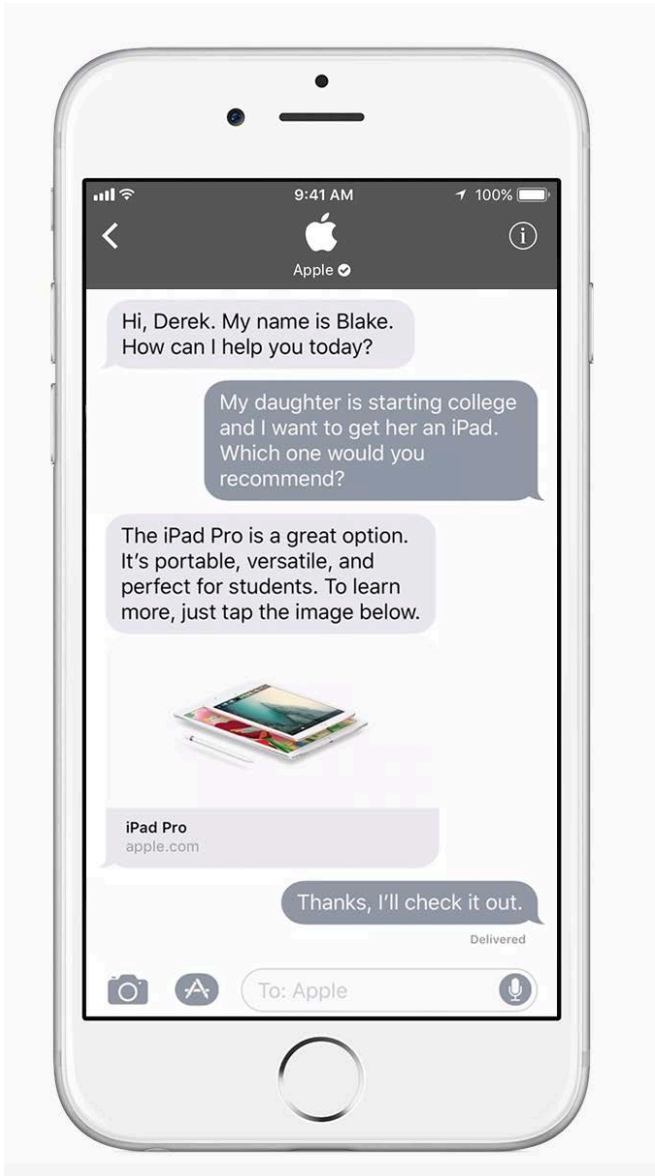 9:41 AM
100%
Apple
Hi, Derek. My name is Blake.
How can I help you today?
My daughter is starting college
and I want to get her an iPad.
Which one would you
recommend?
The iPad Pro is a great option.
It's portable, versatile, and
perfect for students. To learn
more, just tap the image below.
iPad Pro
apple.com
Thanks, I'll check it out.
Delivered
To: Apple